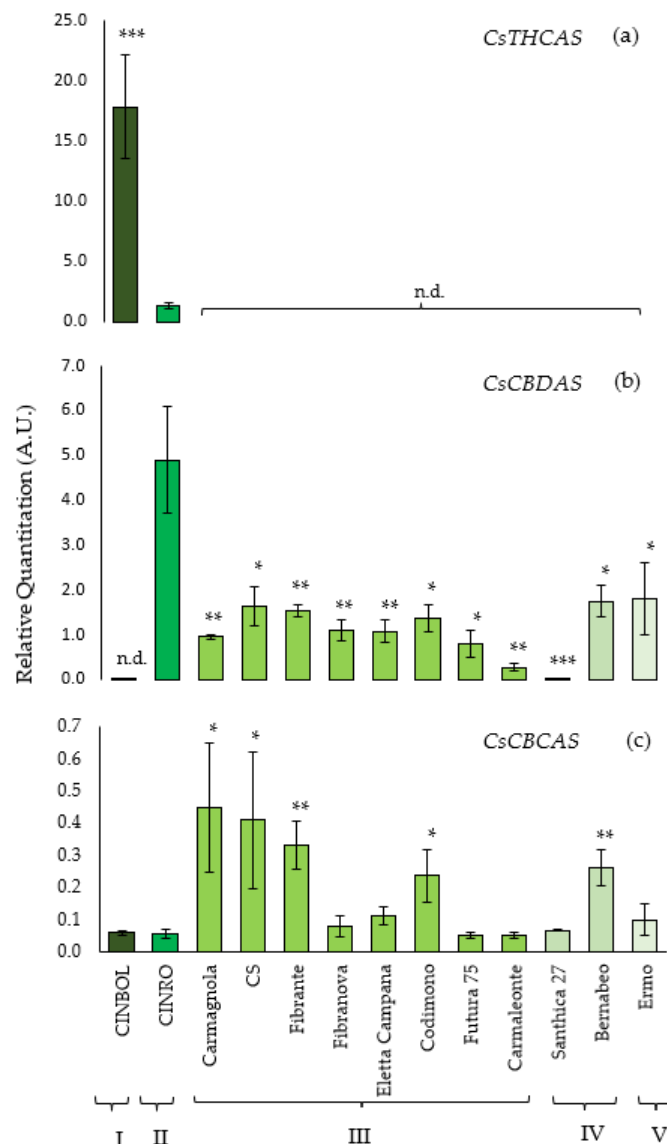 25.0
*** CsTHCAS (a)
20.0
15.0
10.0
5.0
n.d.
0.0
Relative Quantitation (A.U.)
7.0
CsCBDAS (b)
6.0
5.0
4.0
3.0
2.0
1.0
0.0
n.d. ** * ** ** ** * * ** *** * *
0.7
CsCBCAS (c)
0.6
0.5
0.4
0.3
0.2
0.1
0.0
* * ** * **
CINBOL
CINRO
Carmagnola
CS
Fibrante
Fibranova
Eletta Campana
Codimono
Futura 75
Carmaleonte
Santhica 27
Bernabeo
Ermo
I II III IV V